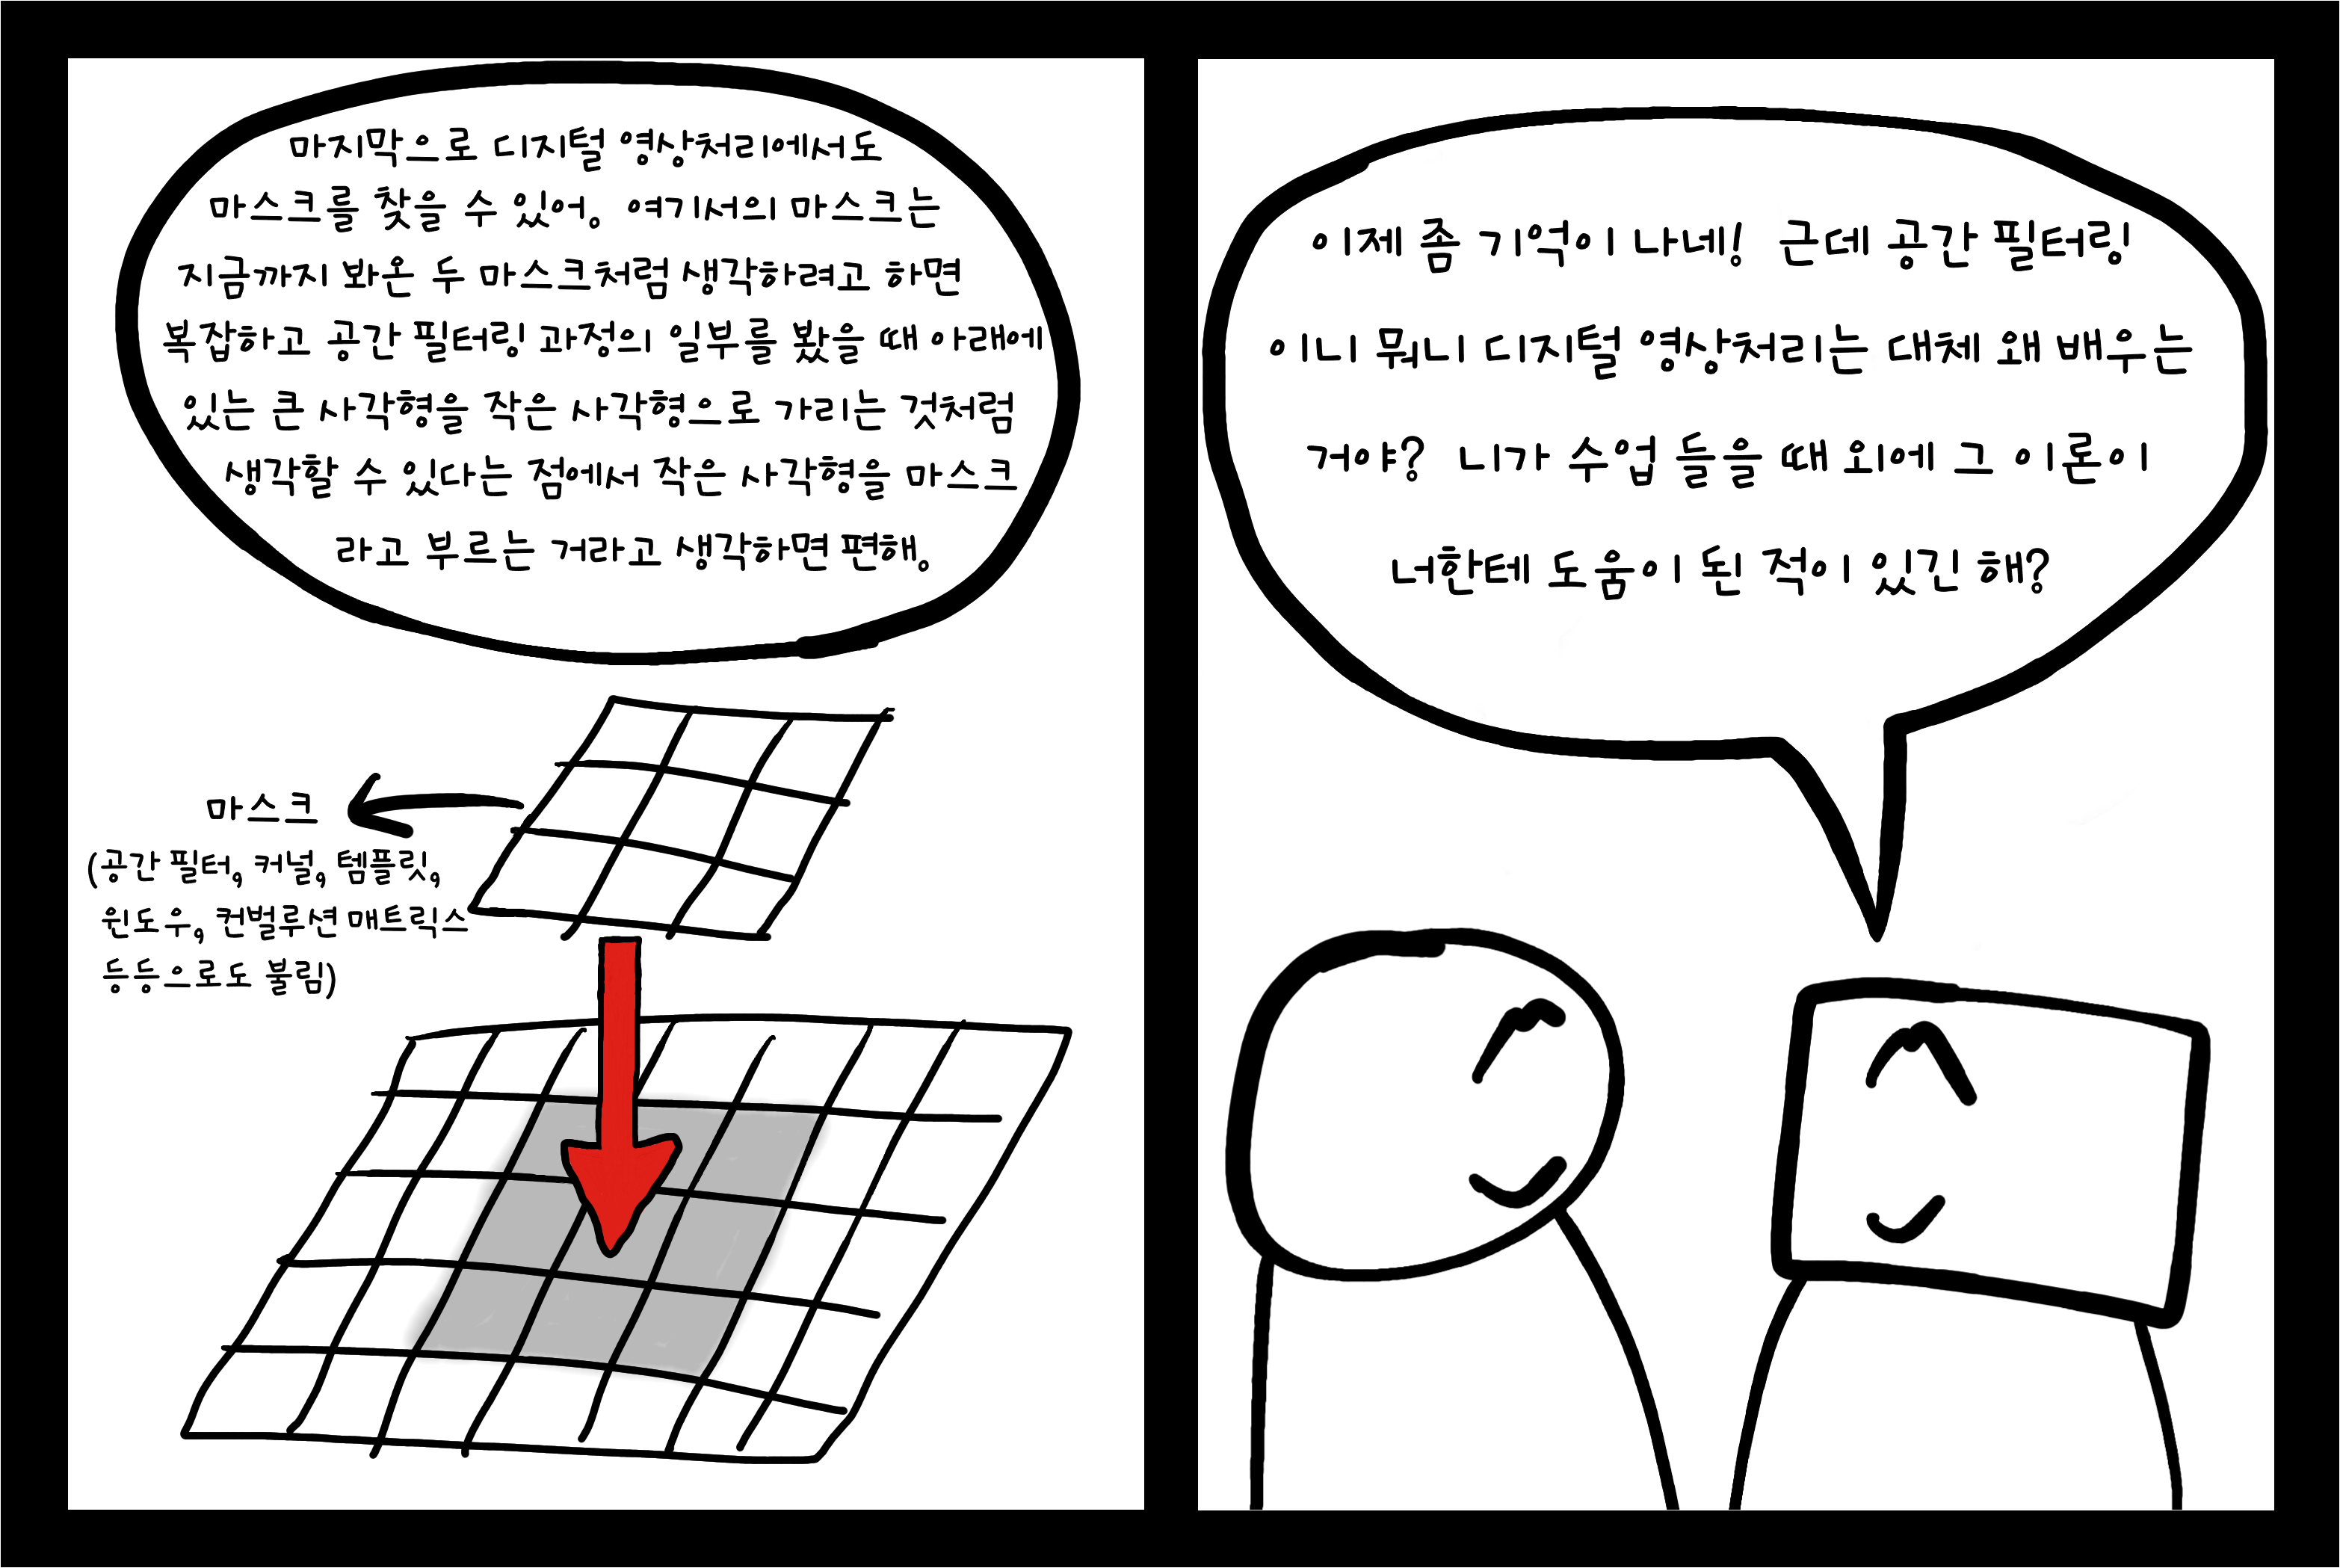 마지막으로 디지털 영상처리에서도
마스크를 찾을 수 있어. 여기서의 마스크는
지금까지 봐온 두 마스크처럼 생각하려고 하면
복잡하고 공간 필터링 과정의 일부를 봤을 때 아래에
있는 큰 사각형을 작은 사각형으로 가리는 것처럼
생각할 수 있다는 점에서 작은 사각형을 마스크
라고 부르는 거라고 생각하면 편해.
마스크
(공간 필터, 커널, 템플릿,
윈도우, 컨벌루션 매트릭스
등등으로도 불림)
이제 좀 기억이 나네! 근데 공간 필터링
이니 뭐니 디지털 영상처리는 대체 왜 배우는
거야? 니가 수업 들을 때 외에 그 이론이
너한테 도움이 된 적이 있긴 해?